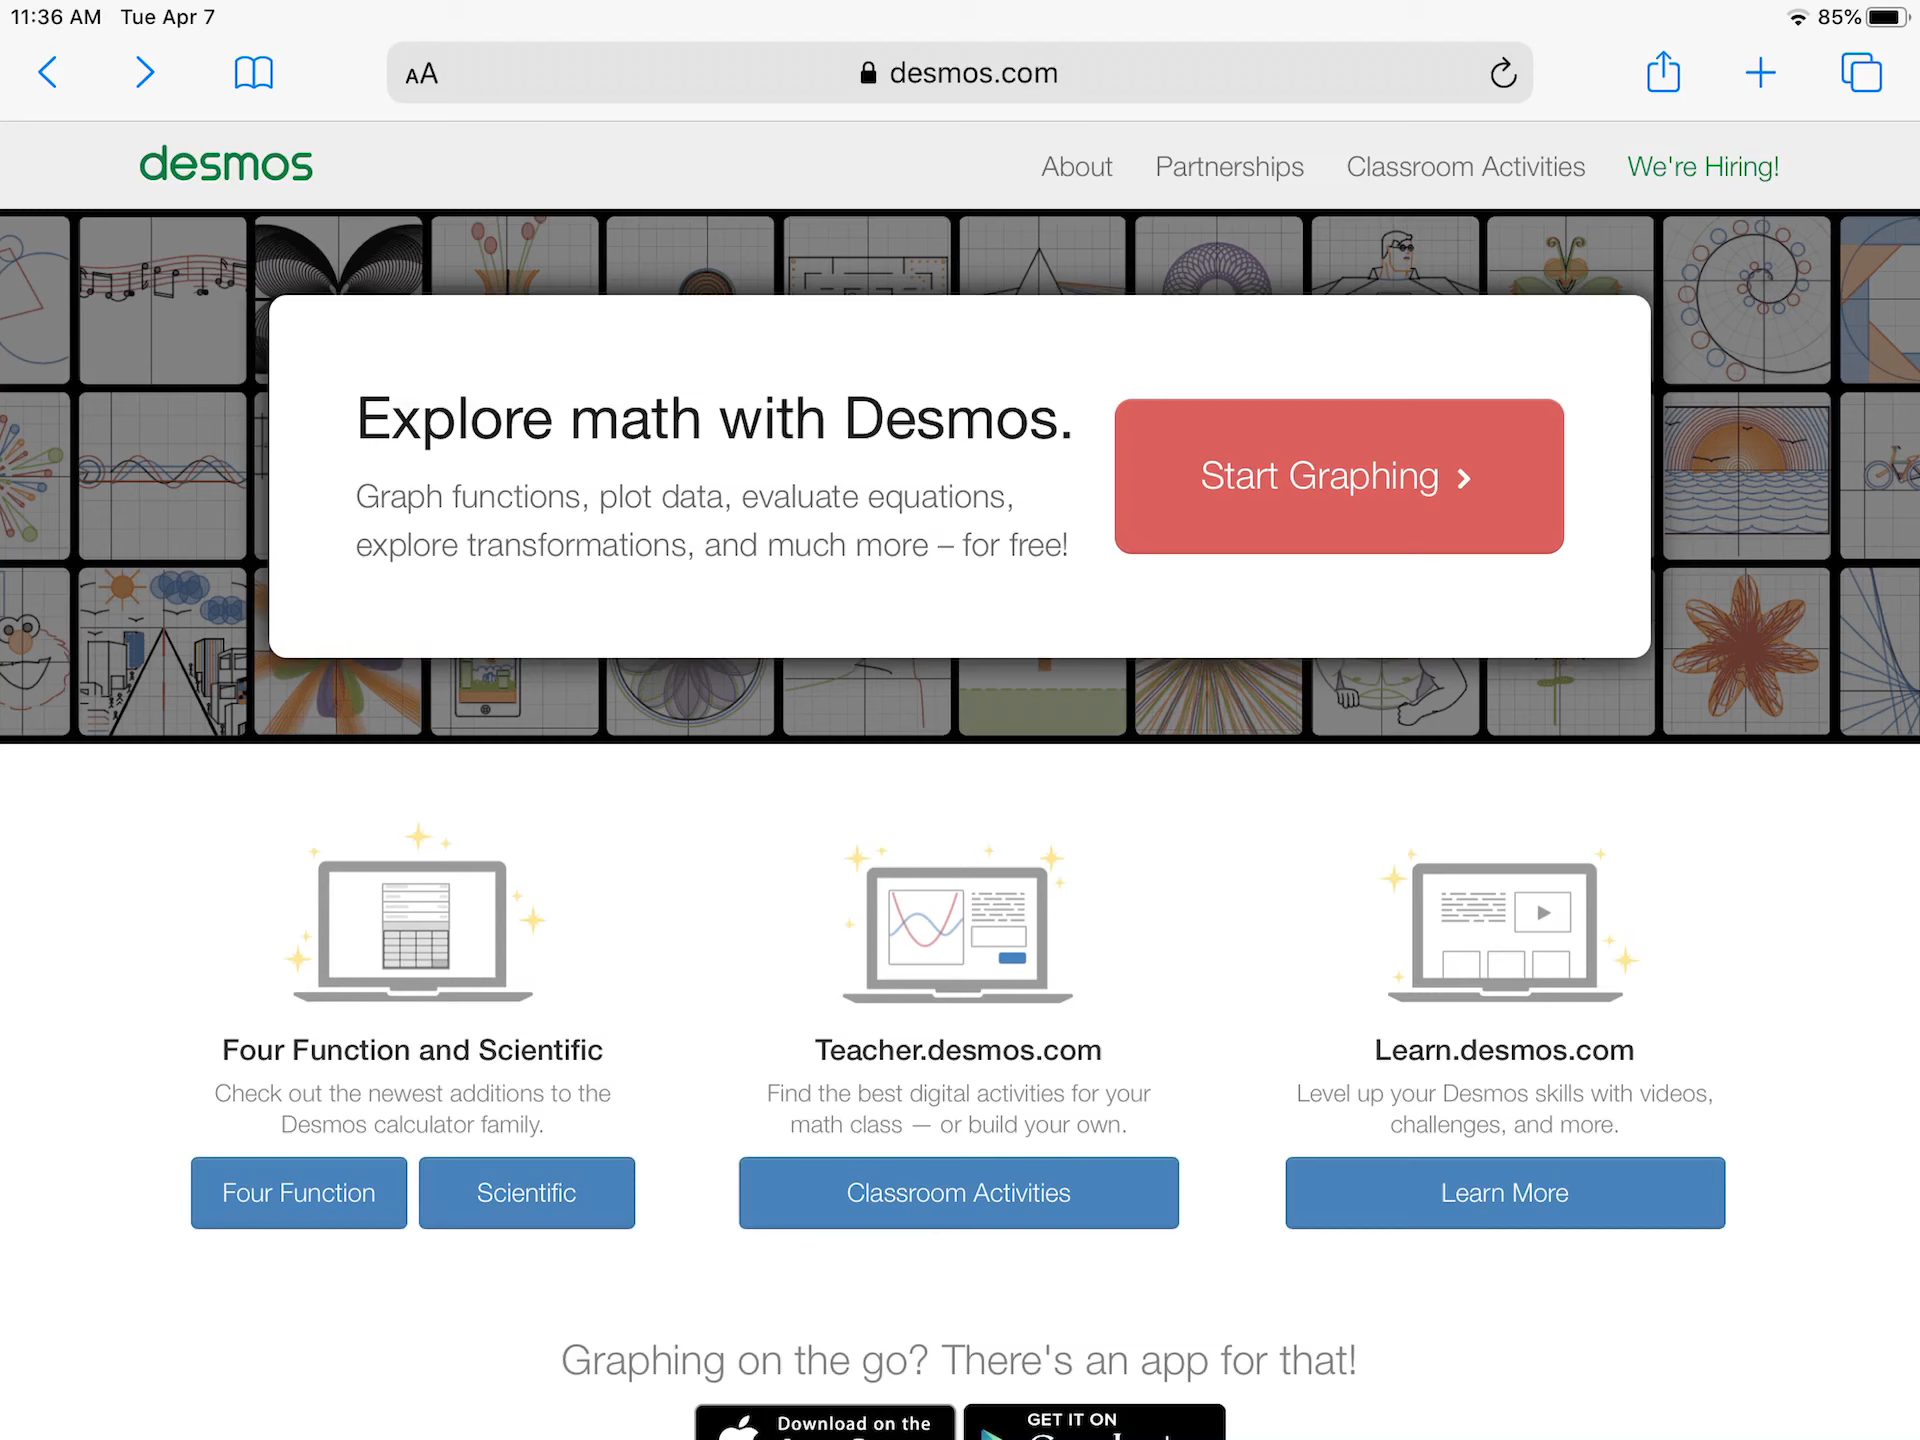 11:36 AM Tue Apr 7
85%
AA
desmos.com
desmos
About Partnerships Classroom Activities We're Hiring!
Explore math with Desmos.
Graph functions, plot data, evaluate equations,
explore transformations, and much more – for free!
Start Graphing
Four Function and Scientific
Check out the newest additions to the
Desmos calculator family.
Four Function Scientific
Teacher.desmos.com
Find the best digital activities for your
math class — or build your own.
Classroom Activities
Learn.desmos.com
Level up your Desmos skills with videos,
challenges, and more.
Learn More
Graphing on the go? There's an app for that!
Download on the
GET IT ON